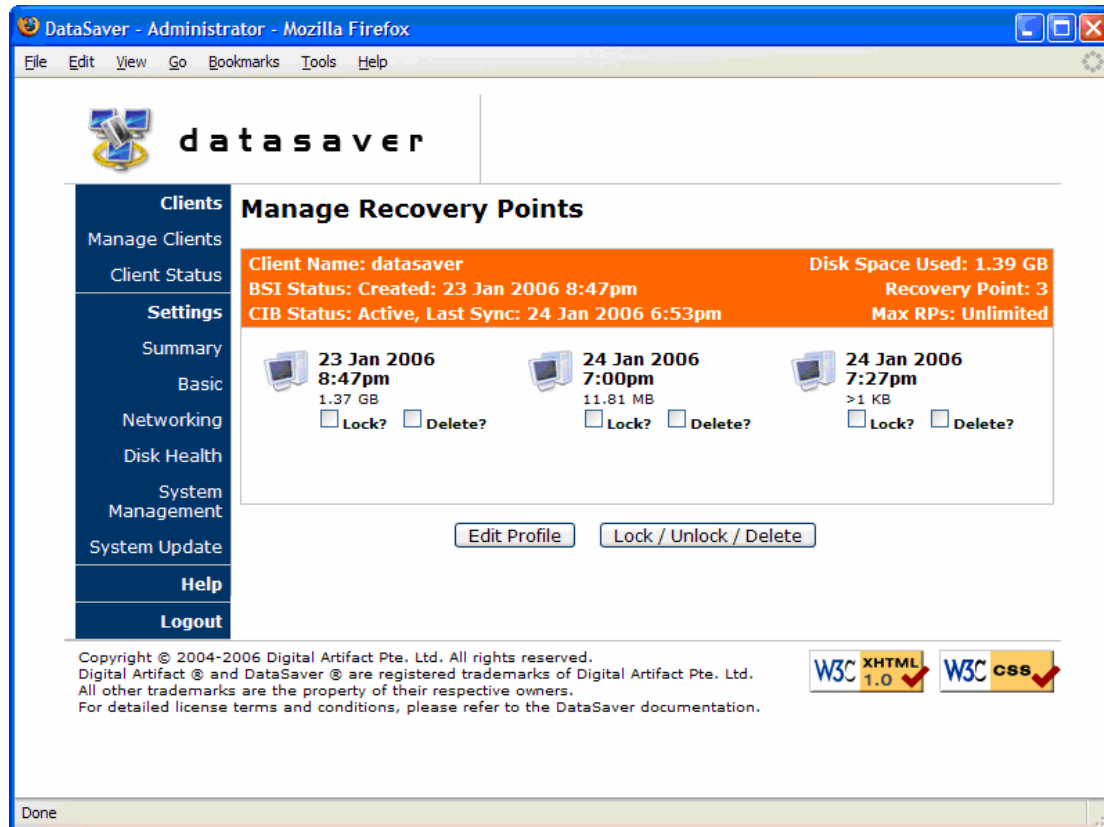 DataSaver - Administrator - Mozilla Firefox
File Edit View Go Bookmarks Tools Help
datasaver
Clients
Manage Clients
Client Status
Settings
Summary
Basic
Networking
Disk Health
System
Management
System Update
Help
Logout
Manage Recovery Points
Client Name: datasaver Disk Space Used: 1.39 GB
BSI Status: Created: 23 Jan 2006 8:47pm Recovery Point: 3
CIB Status: Active, Last Sync: 24 Jan 2006 6:53pm Max RPs: Unlimited
23 Jan 2006
8:47pm
1.37 GB
Lock? Delete?
24 Jan 2006
7:00pm
11.81 MB
Lock? Delete?
24 Jan 2006
7:27pm
>1 KB
Lock? Delete?
Edit Profile Lock / Unlock / Delete
Copyright © 2004-2006 Digital Artifact Pte. Ltd. All rights reserved.
Digital Artifact ® and DataSaver ® are registered trademarks of Digital Artifact Pte. Ltd.
All other trademarks are the property of their respective owners.
For detailed license terms and conditions, please refer to the DataSaver documentation.
W3C XHTML 1.0
W3C css
Done